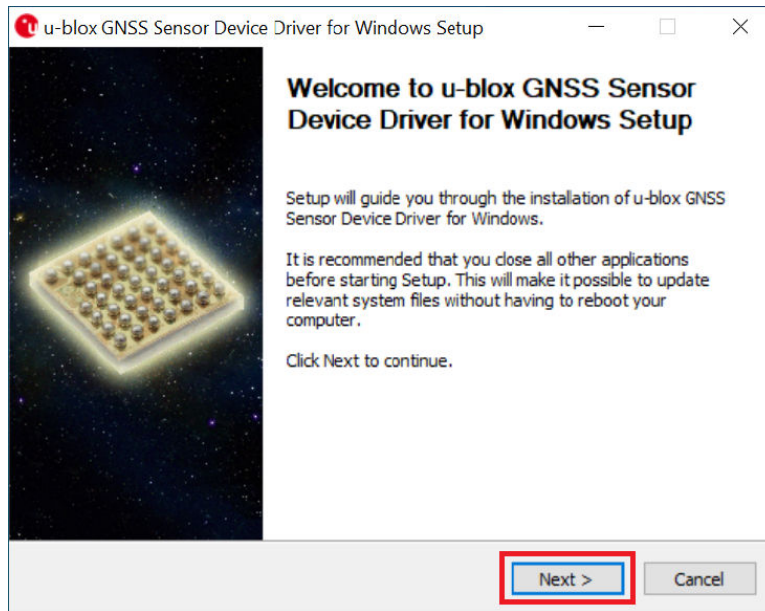 u-blox GNSS Sensor Device Driver for Windows Setup
Welcome to u-blox GNSS Sensor
Device Driver for Windows Setup
Setup will guide you through the installation of u-blox GNSS
Sensor Device Driver for Windows.
It is recommended that you close all other applications
before starting Setup. This will make it possible to update
relevant system files without having to reboot your
computer.
Click Next to continue.
Next >
Cancel